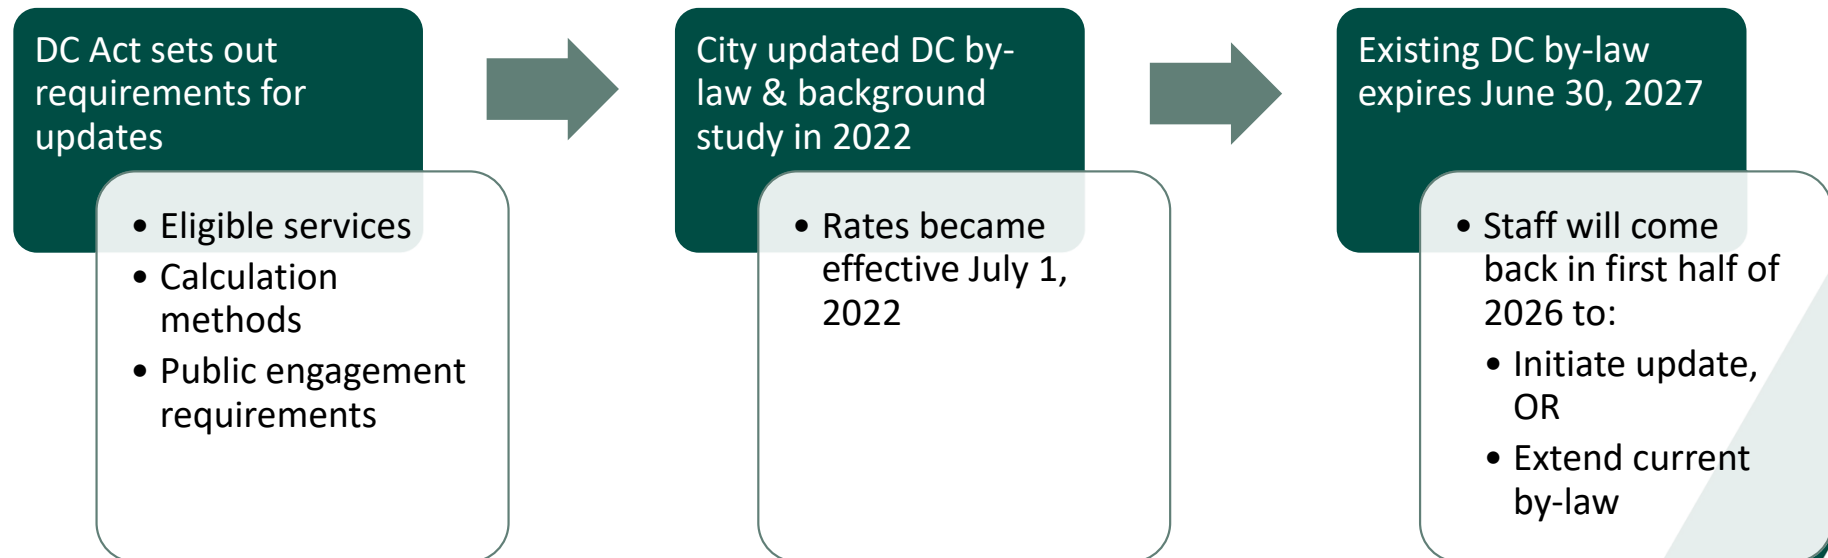 DC Act sets out
requirements for
updates
• Eligible services
• Calculation
methods
• Public engagement
requirements
City updated DC by-
law & background
study in 2022
• Rates became
effective July 1,
2022
Existing DC by-law
expires June 30, 2027
• Staff will come
back in first half of
2026 to:
• Initiate update,
OR
• Extend current
by-law